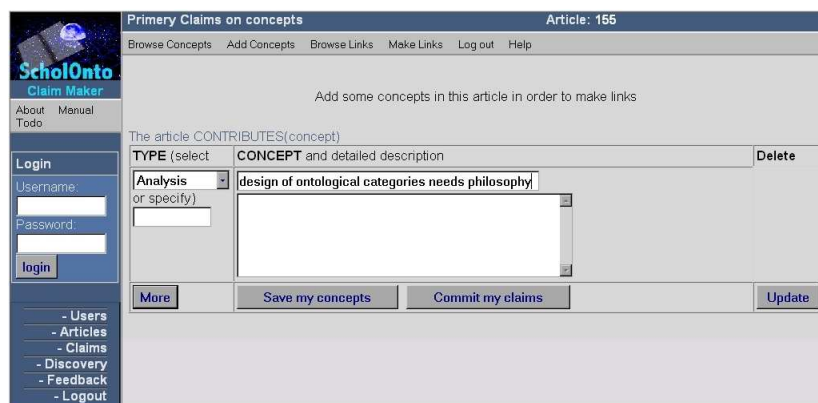 Primery Claims on concepts Article: 155
Browse Concepts Add Concepts Browse Links Make Links Log out Help
ScholOnto
Claim Maker
About Manual
Todo
Login
Username:
Password:
login
- Users
- Articles
- Claims
- Discovery
- Feedback
- Logout
Add some concepts in this article in order to make links
The article CONTRIBUTES(concept)
TYPE (select CONCEPT and detailed description Delete
Analysis design of ontological categories needs philosophy
or specify)
More Save my concepts Commit my claims Update